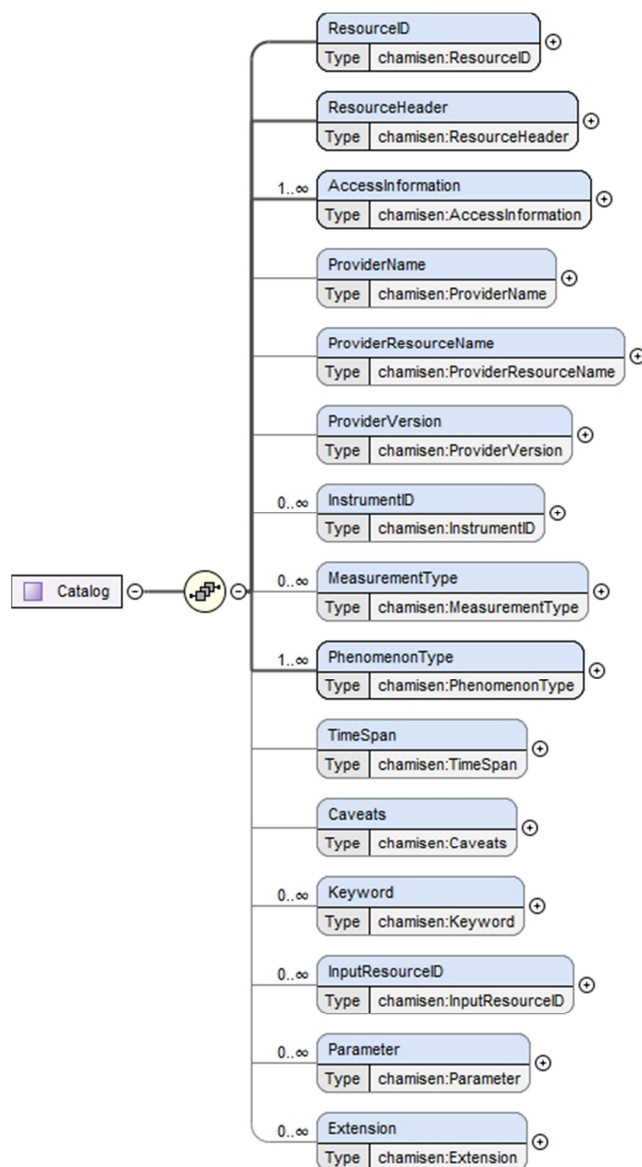 ResourceID
Type chamisen:ResourceID
ResourceHeader
Type chamisen:ResourceHeader
1..∞ AccessInformation
Type chamisen:AccessInformation
ProviderName
Type chamisen:ProviderName
ProviderResourceName
Type chamisen:ProviderResourceName
ProviderVersion
Type chamisen:ProviderVersion
0..∞ InstrumentID
Type chamisen:InstrumentID
Catalog
0..∞ MeasurementType
Type chamisen:MeasurementType
1..∞ PhenomenonType
Type chamisen:PhenomenonType
TimeSpan
Type chamisen:TimeSpan
Caveats
Type chamisen:Caveats
0..∞ Keyword
Type chamisen:Keyword
0..∞ InputResourceID
Type chamisen:InputResourceID
0..∞ Parameter
Type chamisen:Parameter
0..∞ Extension
Type chamisen:Extension